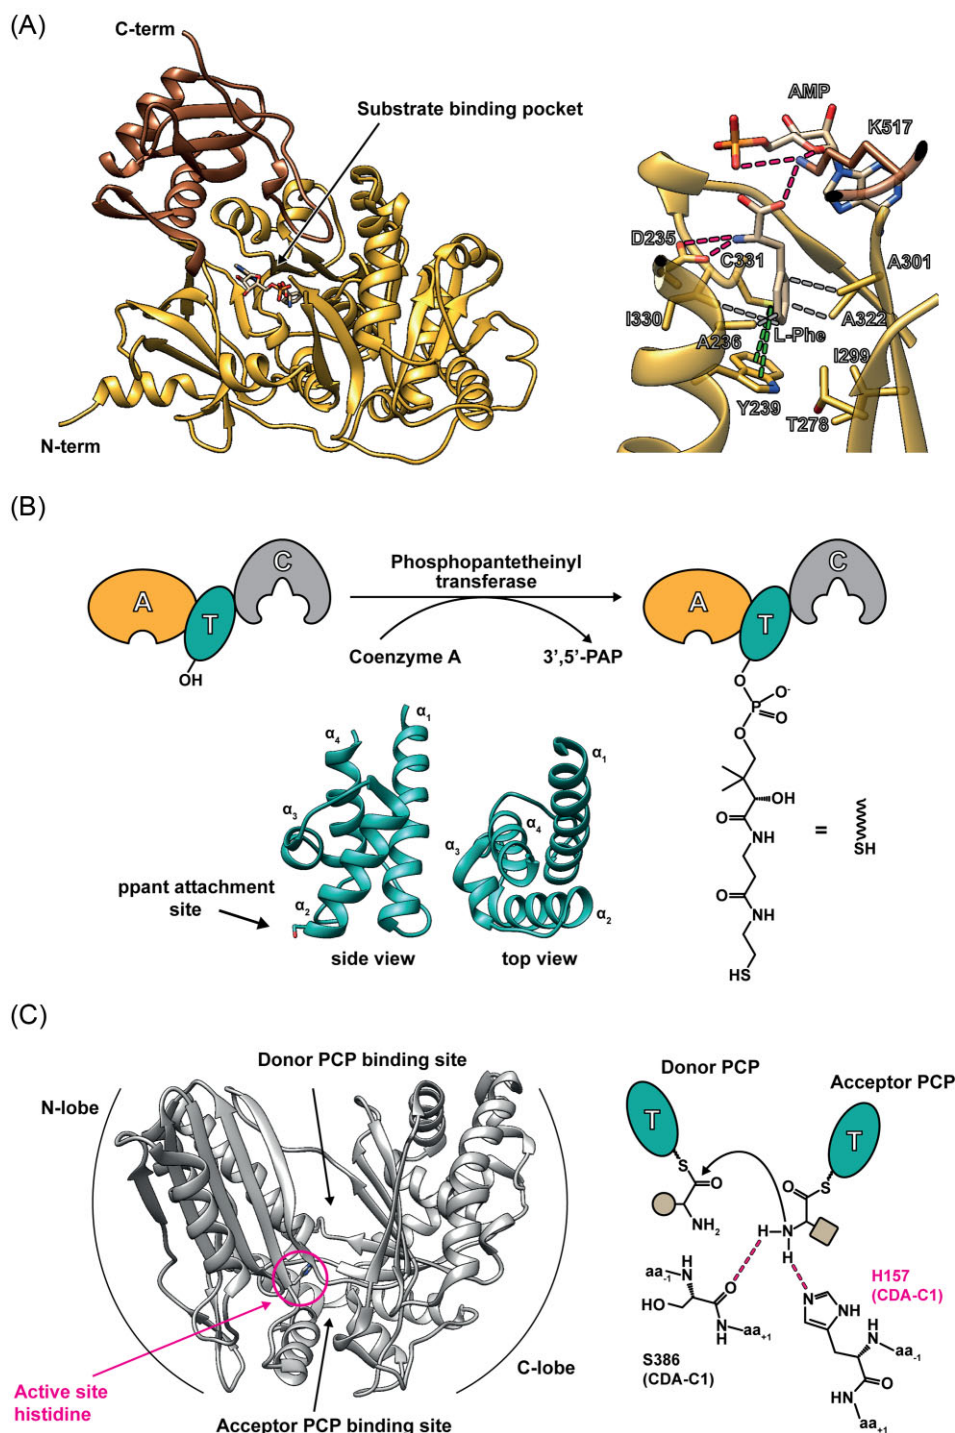 (A)
C-term
Substrate binding pocket
N-term
AMP
K517
D235
C331
A301
I330
A322
L-Phe
A236
I299
Y239
T278
(B)
A
T
C
OH
Phosphopantetheinyl
transferase
Coenzyme A
3',5'-PAP
A
T
C
O
O-
P
O
O
OH
O
NH
O
NH
HS
=
SH
α4
α1
α3
α2
ppant attachment
site
side view
α1
α4
α3
α2
top view
(C)
N-lobe
Donor PCP binding site
Active site
histidine
Acceptor PCP binding site
C-lobe
Donor PCP
Acceptor PCP
T
T
S
O
NH2
O
S
H-N
H
aa-1
N
H
O
HO
N
H
aa+1
S386
(CDA-C1)
H157
(CDA-C1)
N
NH
H
N
aa-1
O
N
H
aa+1